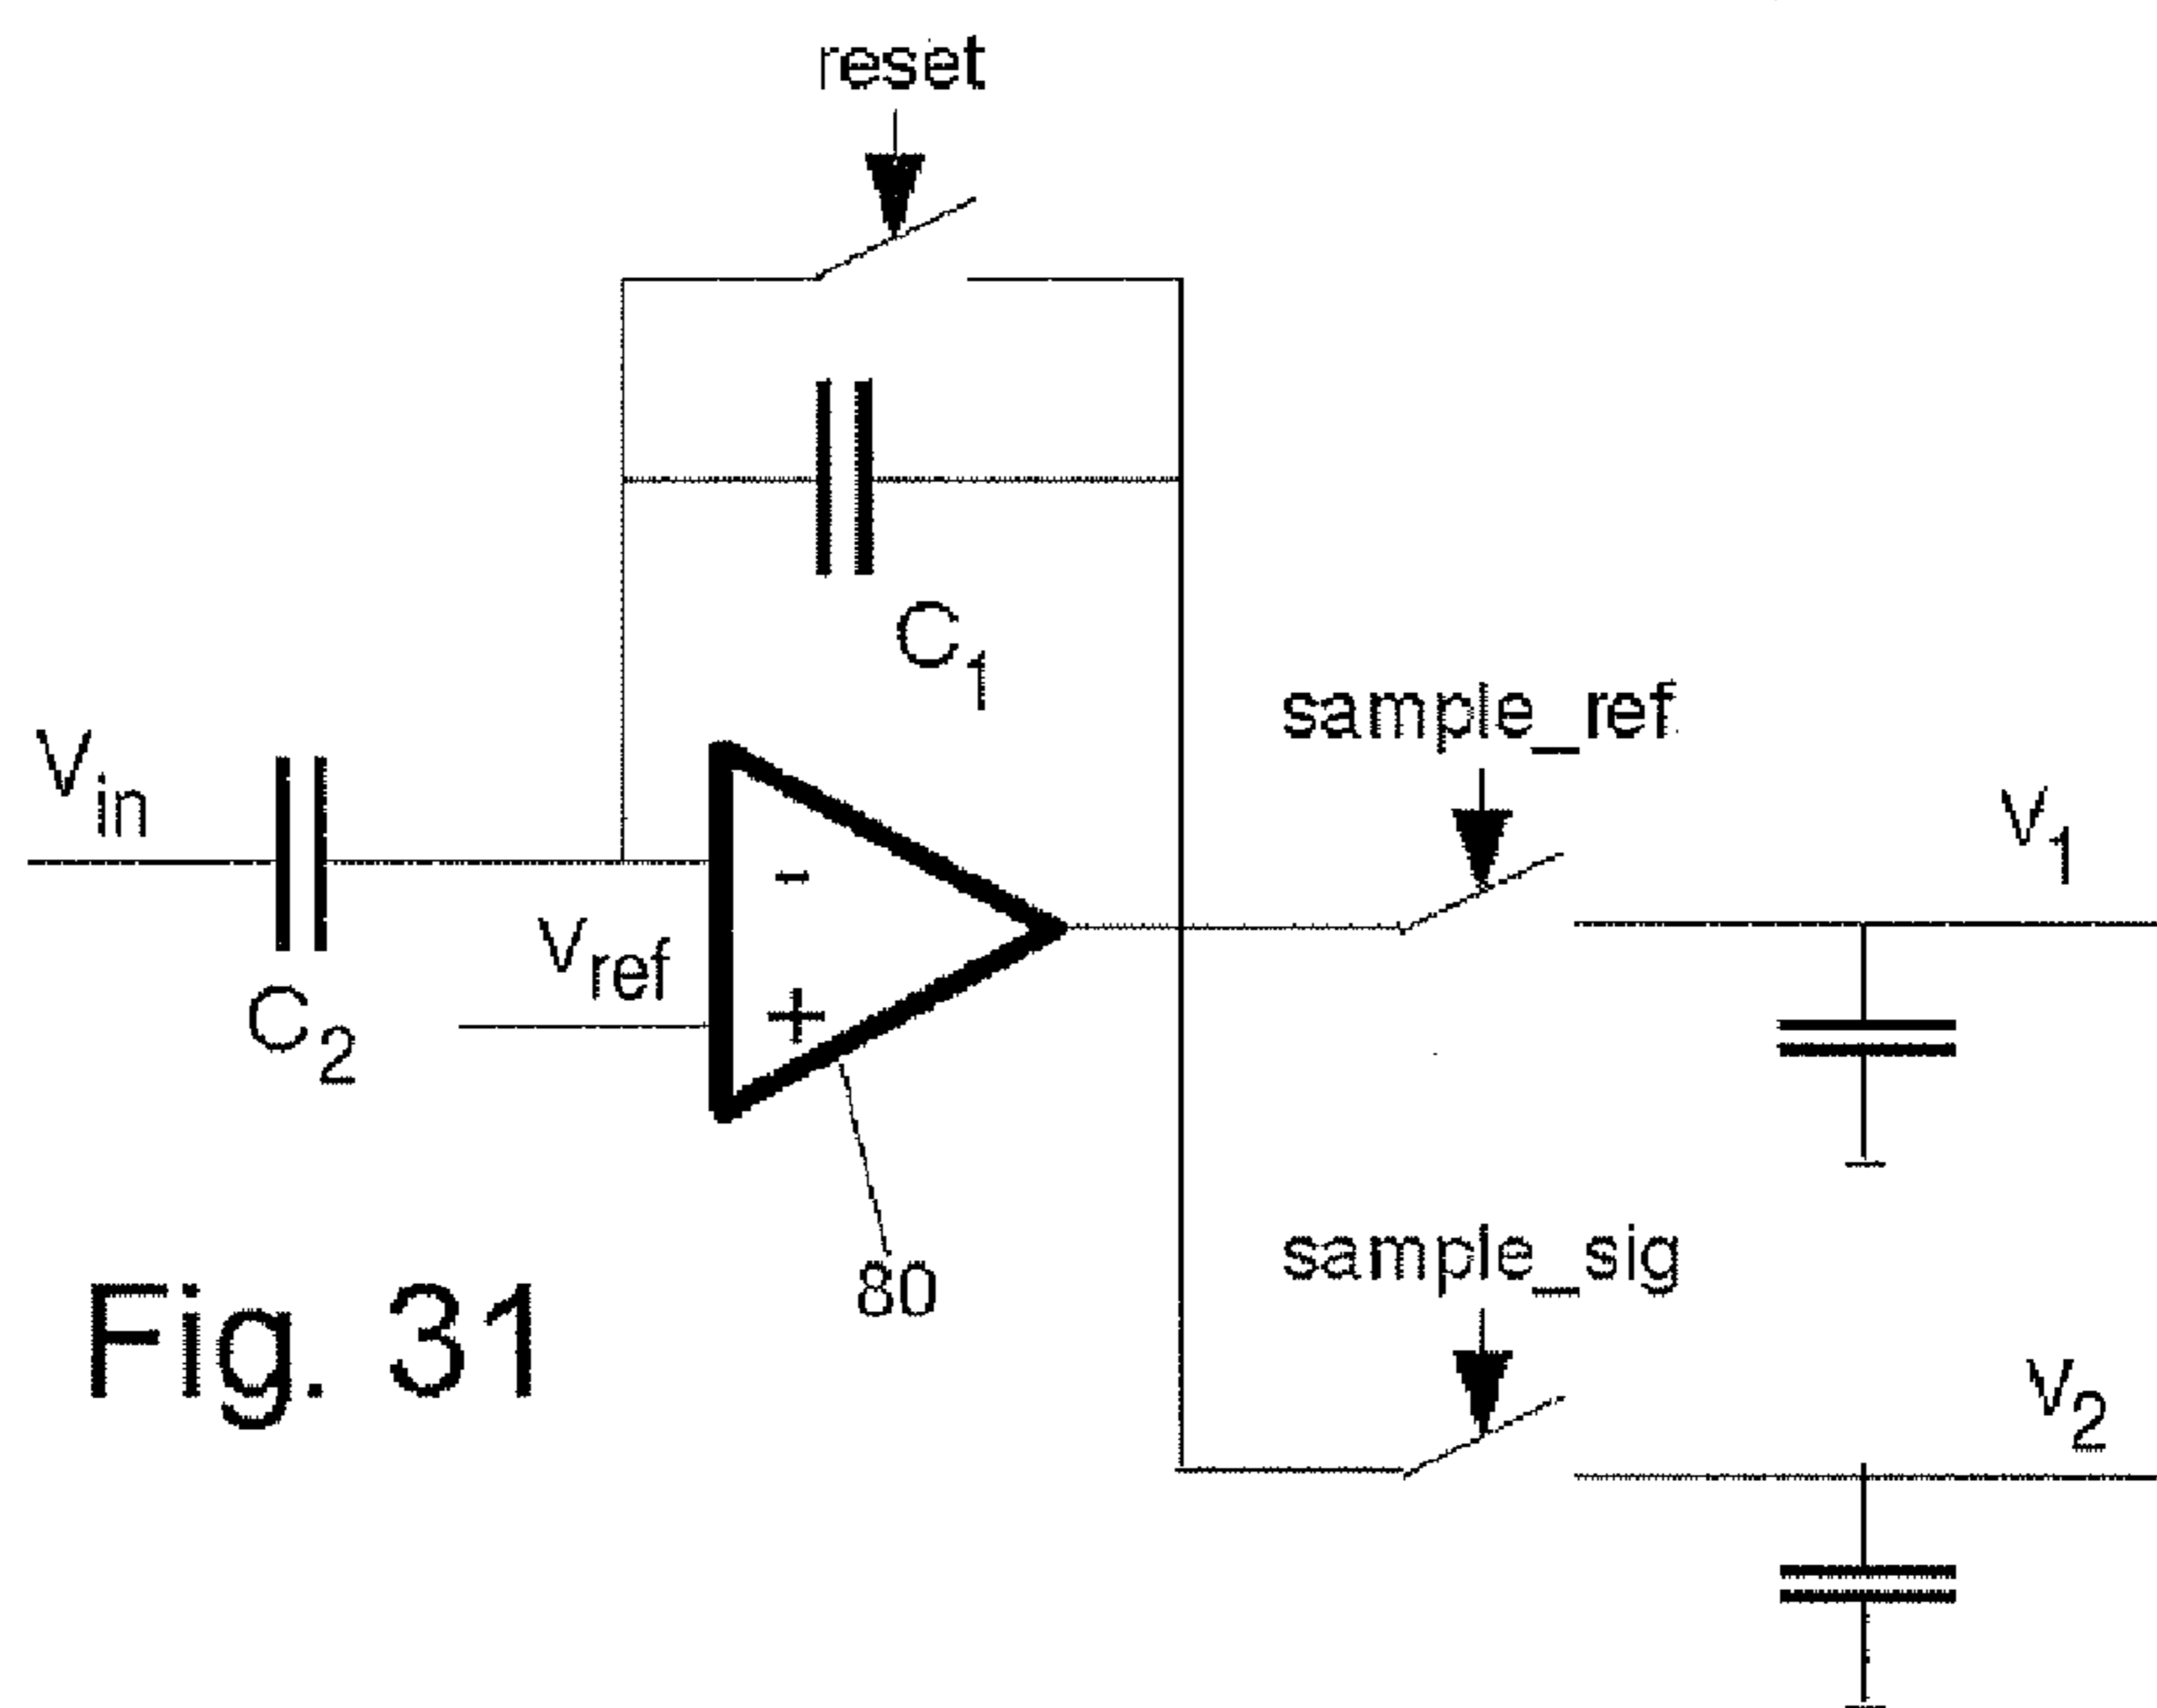 reset
C1
sample_ref
Vin
V1
Vref
-
C2
+
sample_sig
80
Fig. 31
V2